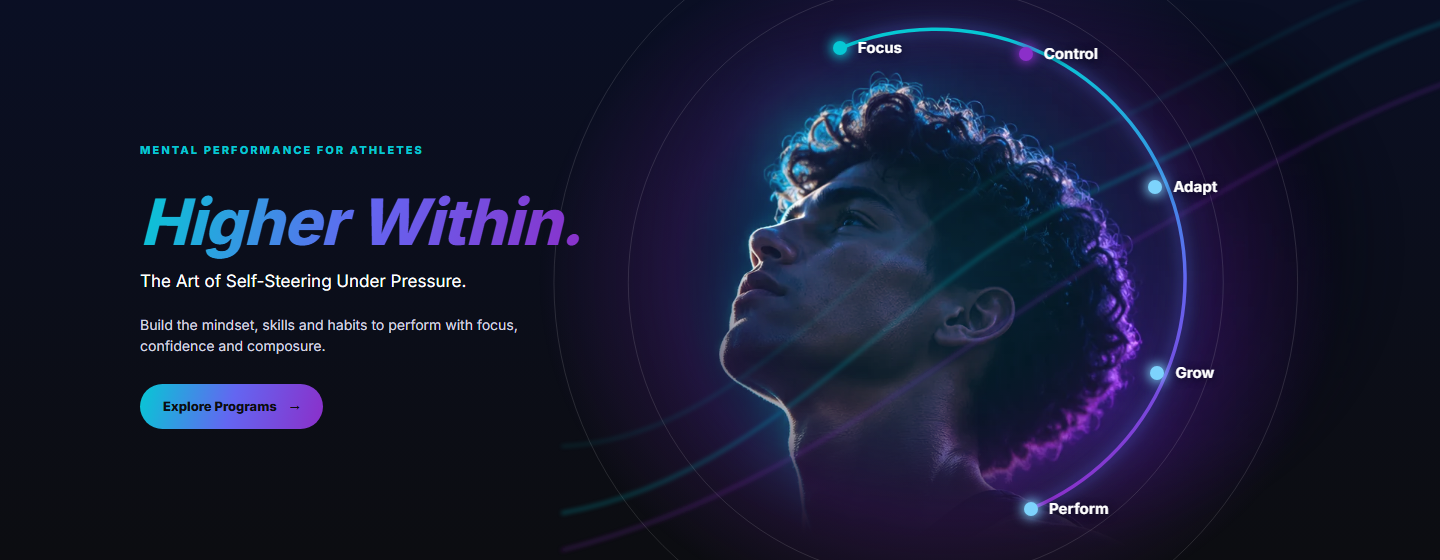 MENTAL PERFORMANCE FOR ATHLETES
Higher Within.
The Art of Self-Steering Under Pressure.
Build the mindset, skills and habits to perform with focus,
confidence and composure.
Explore Programs →
Focus
Control
Adapt
Grow
Perform